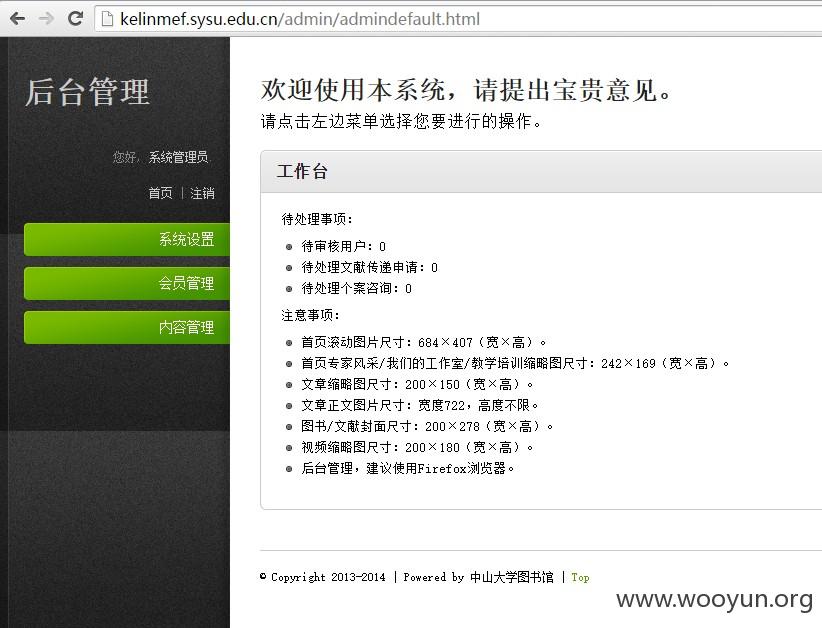 kelinmef.sysu.edu.cn/admin/admindefault.html
后台管理
您好, 系统管理员.
首页 | 注销
系统设置
会员管理
内容管理
欢迎使用本系统，请提出宝贵意见。
请点击左边菜单选择您要进行的操作。
工作台
待处理事项：
待审核用户：0
待处理文献传递申请：0
待处理个案咨询：0
注意事项：
首页滚动图片尺寸：684×407（宽×高）。
首页专家风采/我们的工作室/教学培训缩略图尺寸：242×169（宽×高）。
文章缩略图尺寸：200×150（宽×高）。
文章正文图片尺寸：宽度722，高度不限。
图书/文献封面尺寸：200×278（宽×高）。
视频缩略图尺寸：200×180（宽×高）。
后台管理，建议使用Firefox浏览器。
© Copyright 2013-2014 | Powered by 中山大学图书馆 | Top
www.wooyun.org